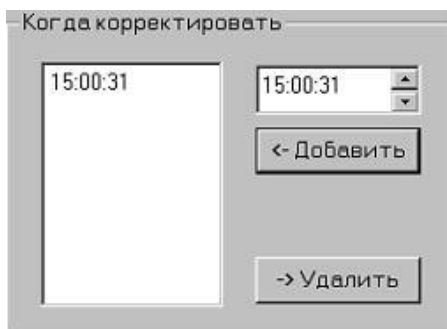 Когда корректировать
15:00:31
15:00:31
<- Добавить
-> Удалить